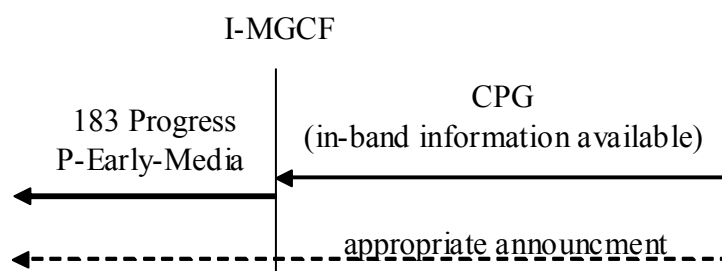 I-MGCF
183 Progress
P-Early-Media
CPG
(in-band information available)
appropriate announcment